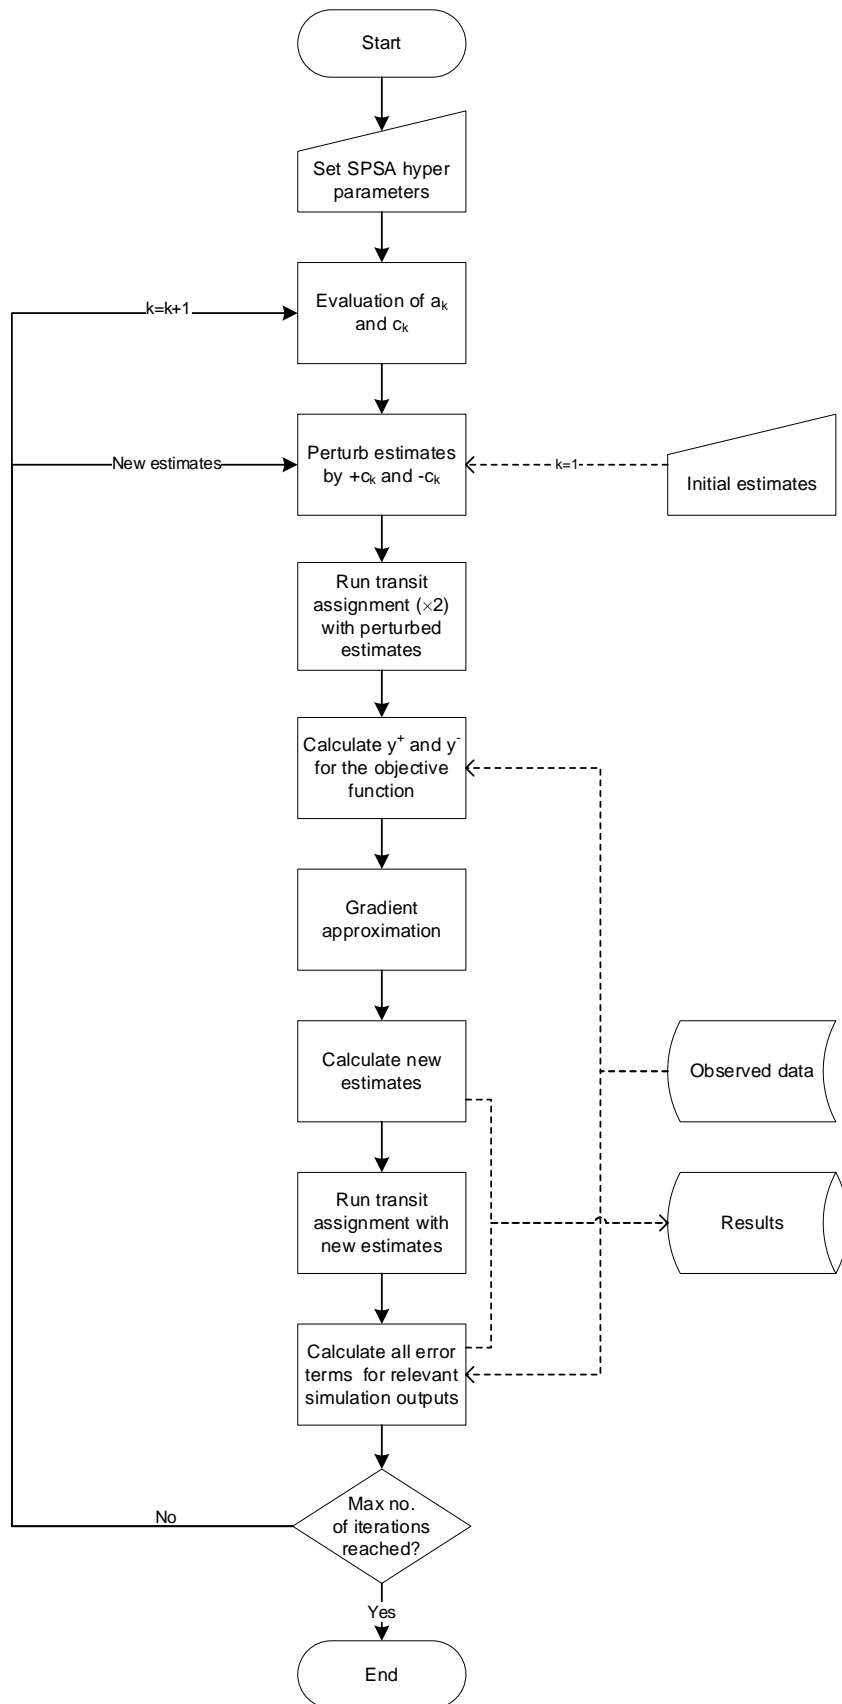 Start
Set SPSA hyper
parameters
k=k+1
Evaluation of aₖ
and cₖ
New estimates
Perturb estimates
by +cₖ and -cₖ
k=1
Initial estimates
Run transit
assignment (×2)
with perturbed
estimates
Calculate y⁺ and y⁻
for the objective
function
Gradient
approximation
Calculate new
estimates
Observed data
Run transit
assignment with
new estimates
Results
Calculate all error
terms for relevant
simulation outputs
No
Max no.
of iterations
reached?
Yes
End